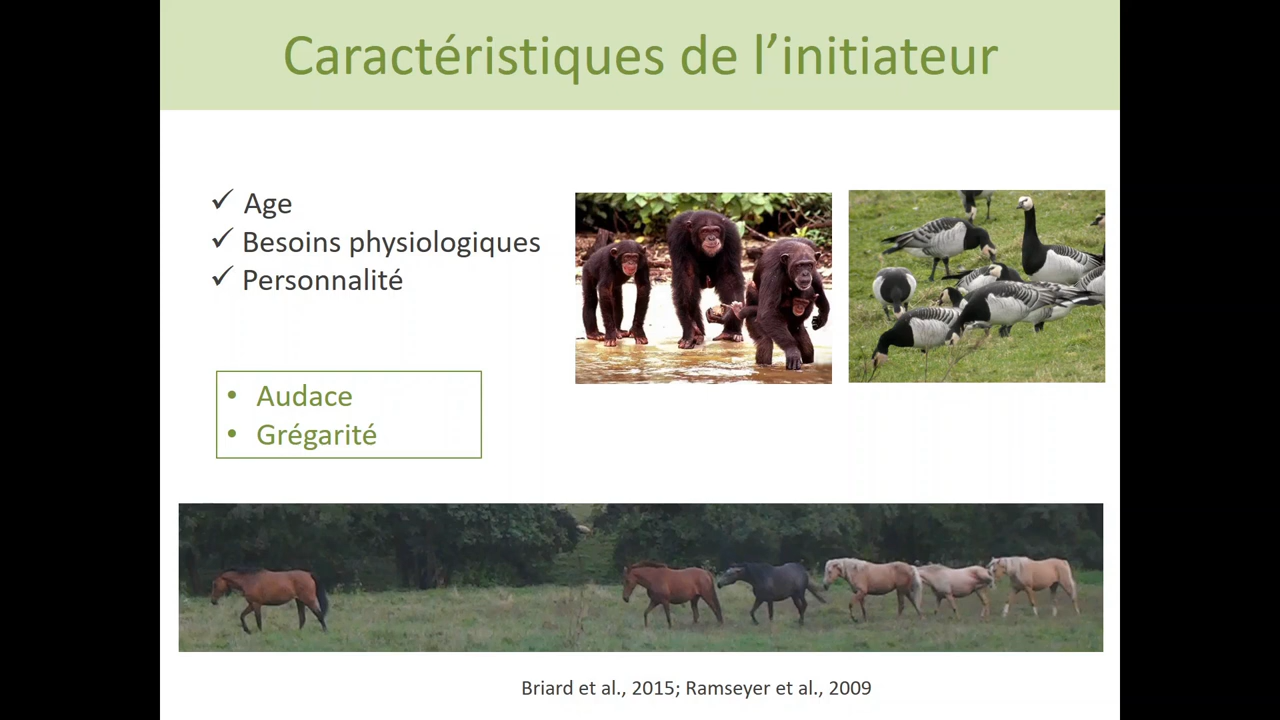 Caractéristiques de l’initiateur
✓ Age
✓ Besoins physiologiques
✓ Personnalité
• Audace
• Grégarité
Briard et al., 2015; Ramseyer et al., 2009